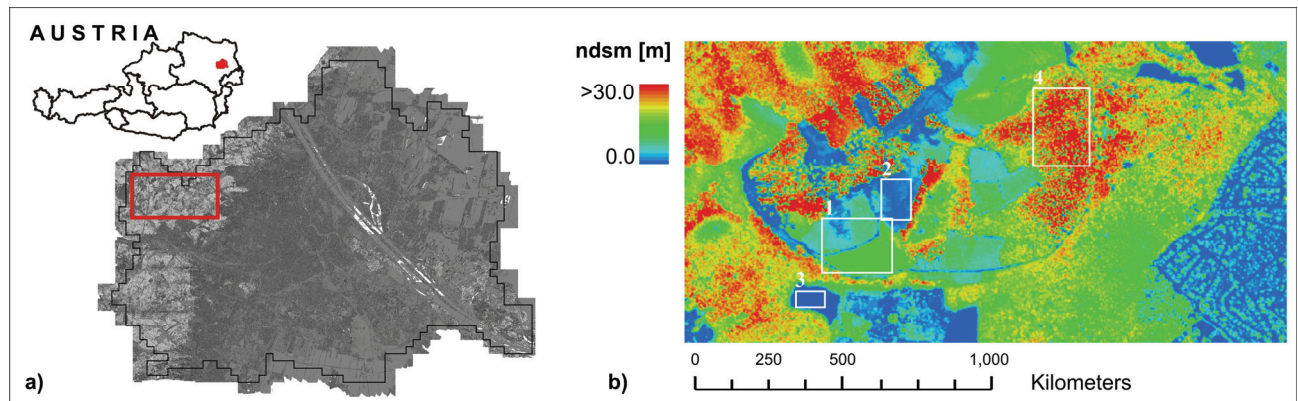 AUSTRIA
a)
ndsm [m]
>30.0
0.0
4
2
1
3
0 250 500 1,000
Kilometers
b)